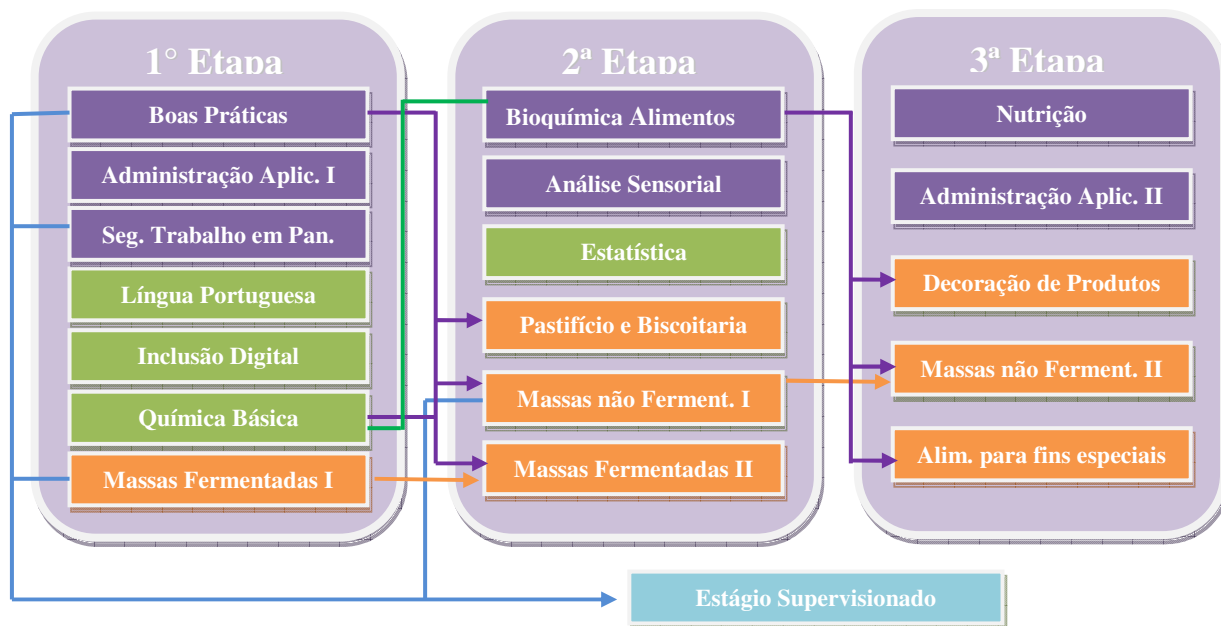 1° Etapa
Boas Práticas
Administração Aplic. I
Seg. Trabalho em Pan.
Língua Portuguesa
Inclusão Digital
Química Básica
Massas Fermentadas I
2ª Etapa
Bioquímica Alimentos
Análise Sensorial
Estatística
Pastifício e Biscoitaria
Massas não Ferment. I
Massas Fermentadas II
3ª Etapa
Nutrição
Administração Aplic. II
Decoração de Produtos
Massas não Ferment. II
Alim. para fins especiais
Estágio Supervisionado